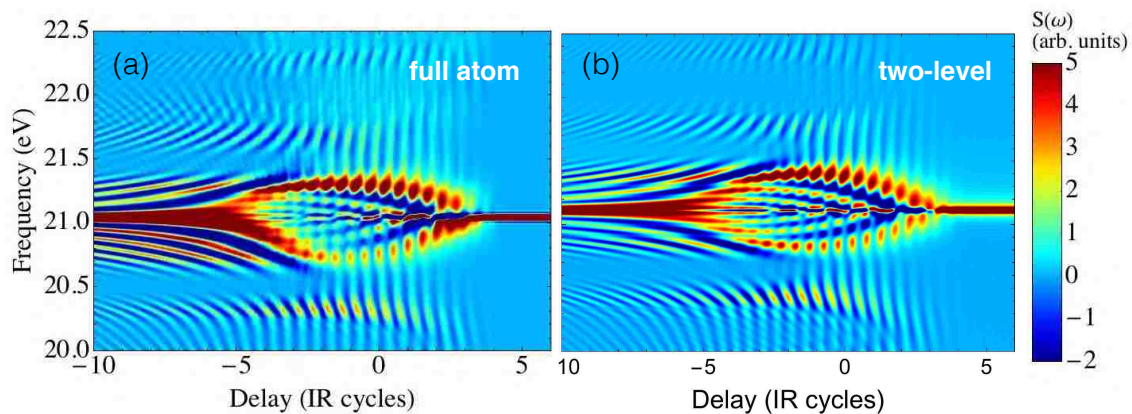 S(ω)
(arb. units)
(a)
full atom
(b)
two-level
Frequency (eV)
22.5
22.0
21.5
21.0
20.5
20.0
−10
−5
0
5
Delay (IR cycles)
10
−5
0
5
Delay (IR cycles)
5
4
3
2
1
0
−1
−2